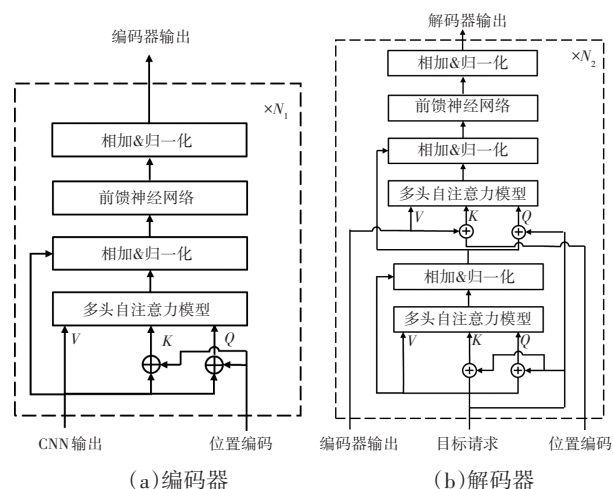 编码器输出
×N₁
相加&归一化
前馈神经网络
相加&归一化
多头自注意力模型
V
K
Q
CNN输出
位置编码
(a)编码器
解码器输出
×N₂
相加&归一化
前馈神经网络
相加&归一化
多头自注意力模型
V
K
Q
相加&归一化
多头自注意力模型
V
K
Q
编码器输出
目标请求
位置编码
(b)解码器